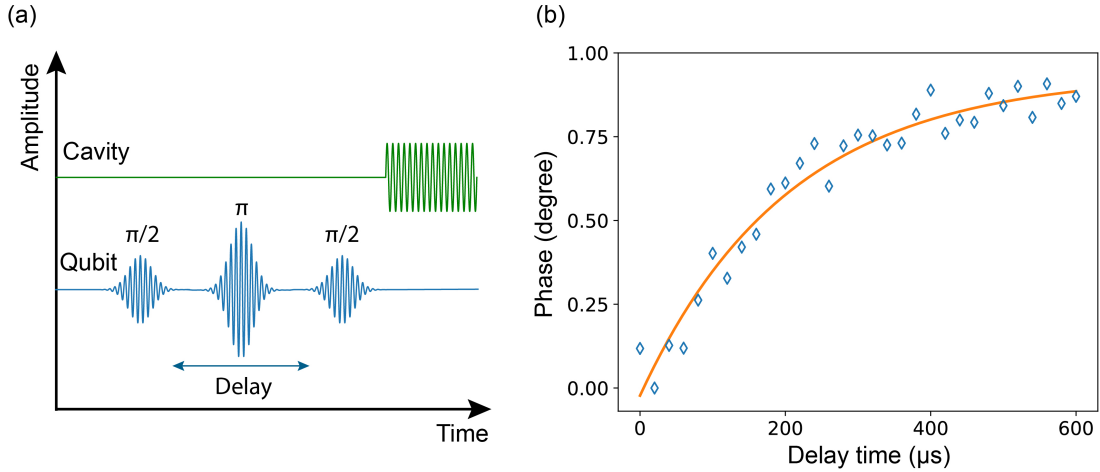 (a)
Amplitude
Cavity
π
π/2
π/2
Qubit
Delay
Time
(b)
1.00
0.75
0.50
0.25
0.00
Phase (degree)
0
200
400
600
Delay time (μs)